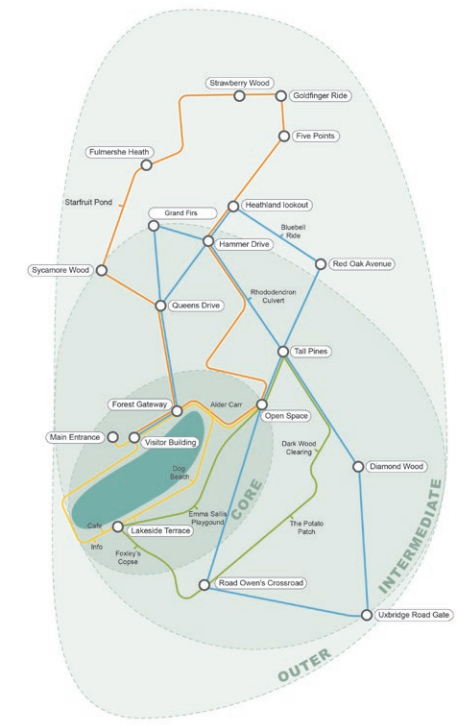 Strawberry Wood
Goldfinger Ride
Five Points
Fulmershe Heath
Starfruit Pond
Grand Firs
Heathland lookout
Bluebell
Ride
Hammer Drive
Sycamore Wood
Red Oak Avenue
Rhododendron
Culvert
Queens Drive
Tall Pines
Forest Gateway
Alder Carr
Open Space
Main Entrance
Visitor Building
Dark Wood
Clearing
Dog
Beach
Diamond Wood
CORE
INTERMEDIATE
Emma Salis
Playgound
Cafe
Lakeside Terrace
The Potato
Patch
Info
Foxley's
Copse
Road Owen's Crossroad
Uxbridge Road Gate
OUTER